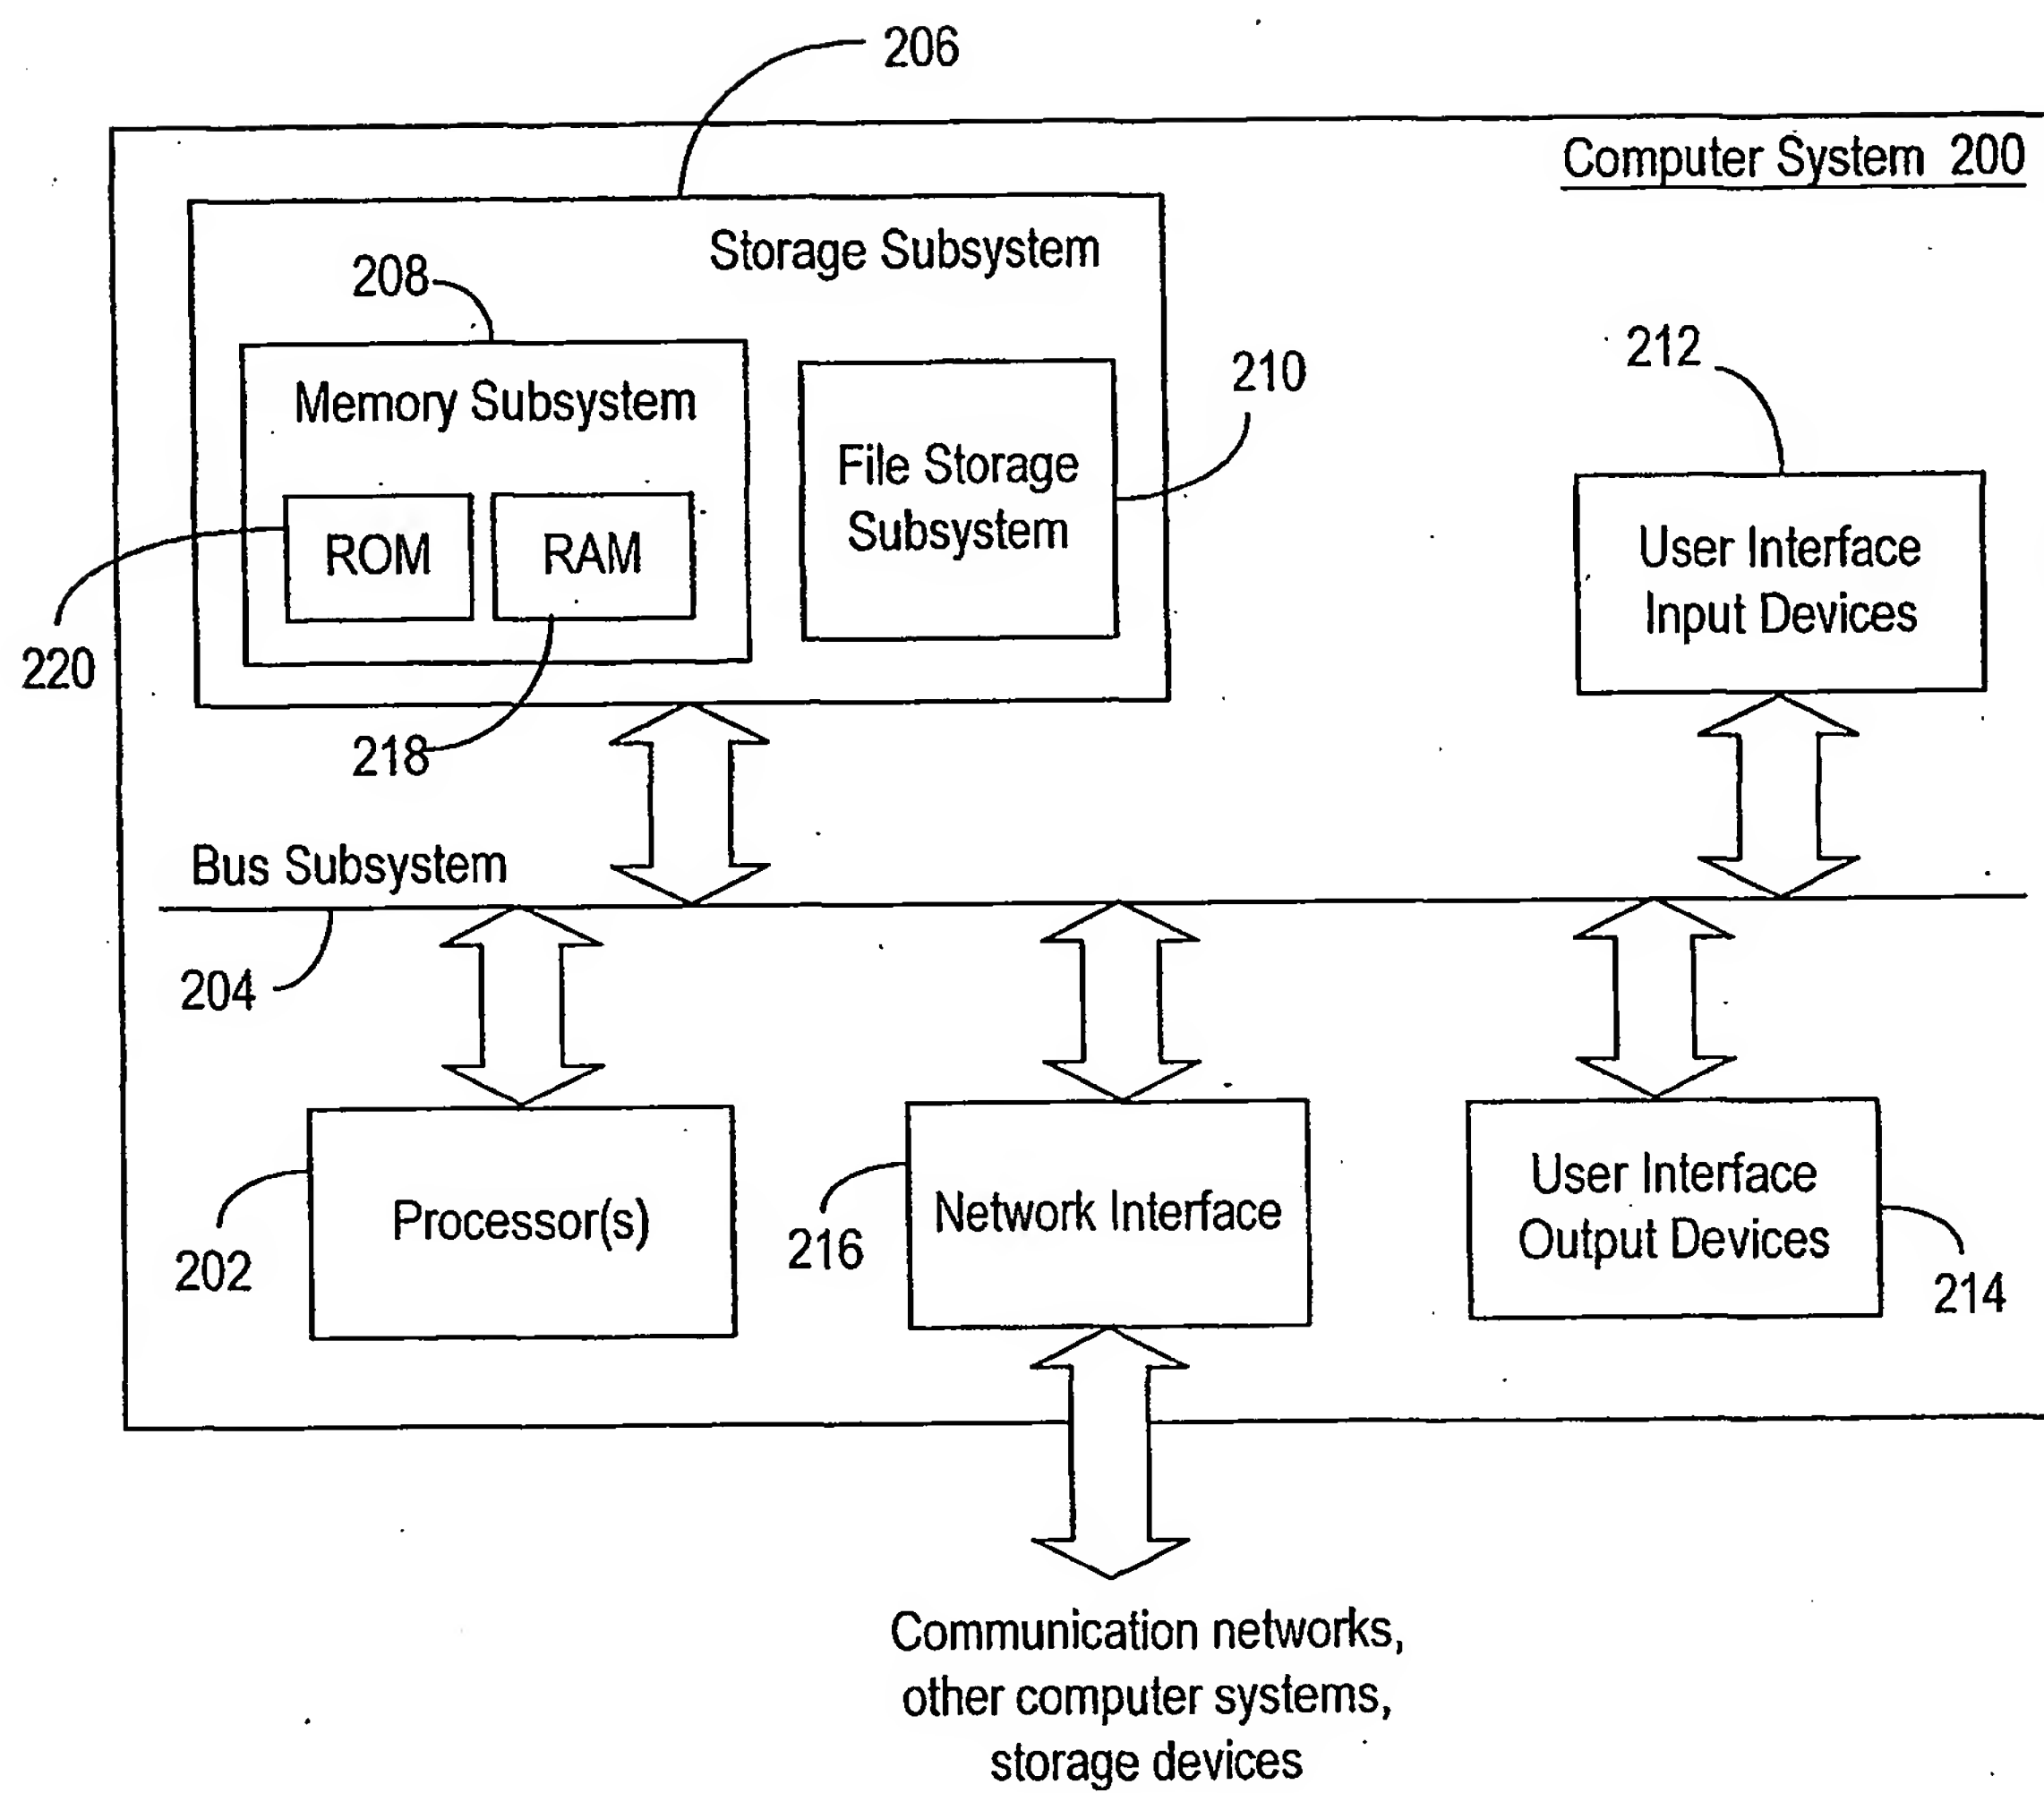 206
Computer System 200
Storage Subsystem
208
Memory Subsystem
210
212
File Storage
Subsystem
ROM
RAM
User Interface
Input Devices
220
218
Bus Subsystem
204
Processor(s)
202
Network Interface
216
User Interface
Output Devices
214
Communication networks,
other computer systems,
storage devices